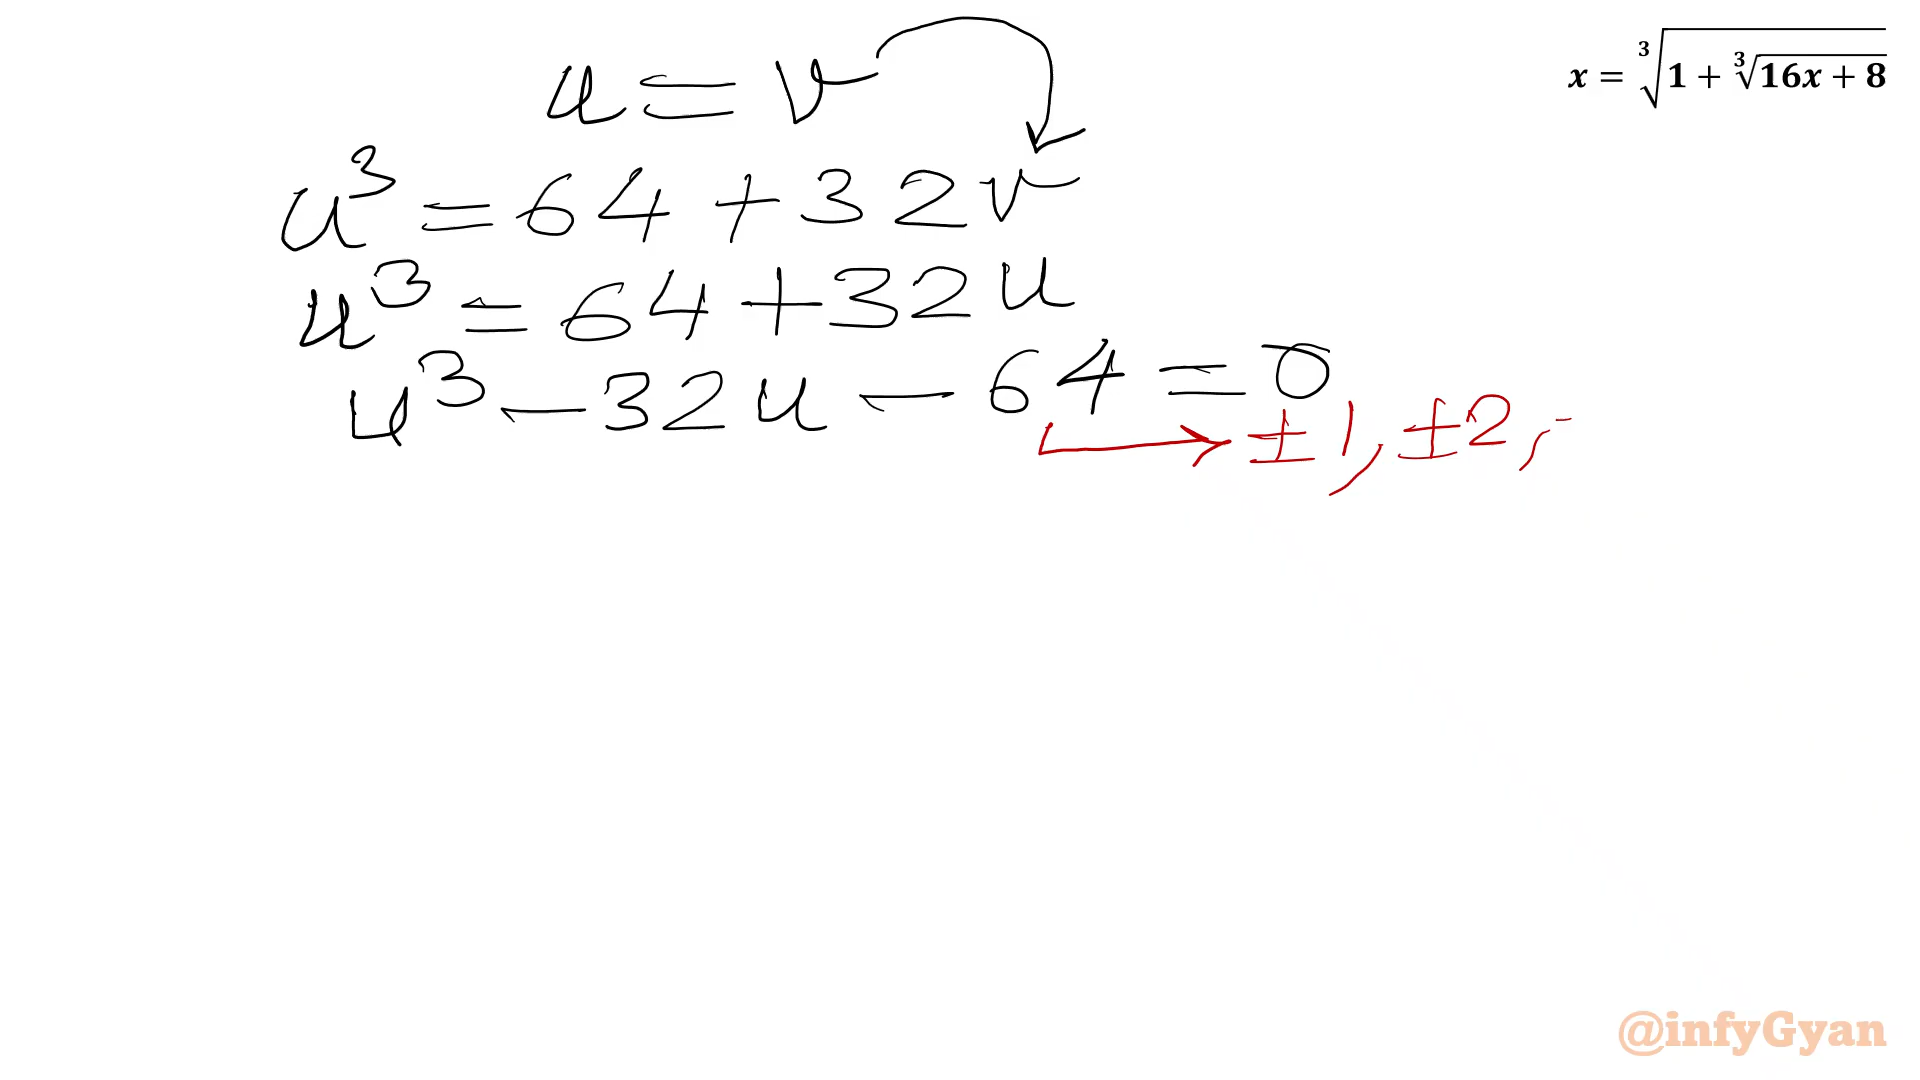 x = ∛(1 + ∛(16x + 8))
u = v
u³ = 64 + 32v
u³ = 64 + 32u
u³ − 32u − 64 = 0
±1, ±2,
@infyGyan